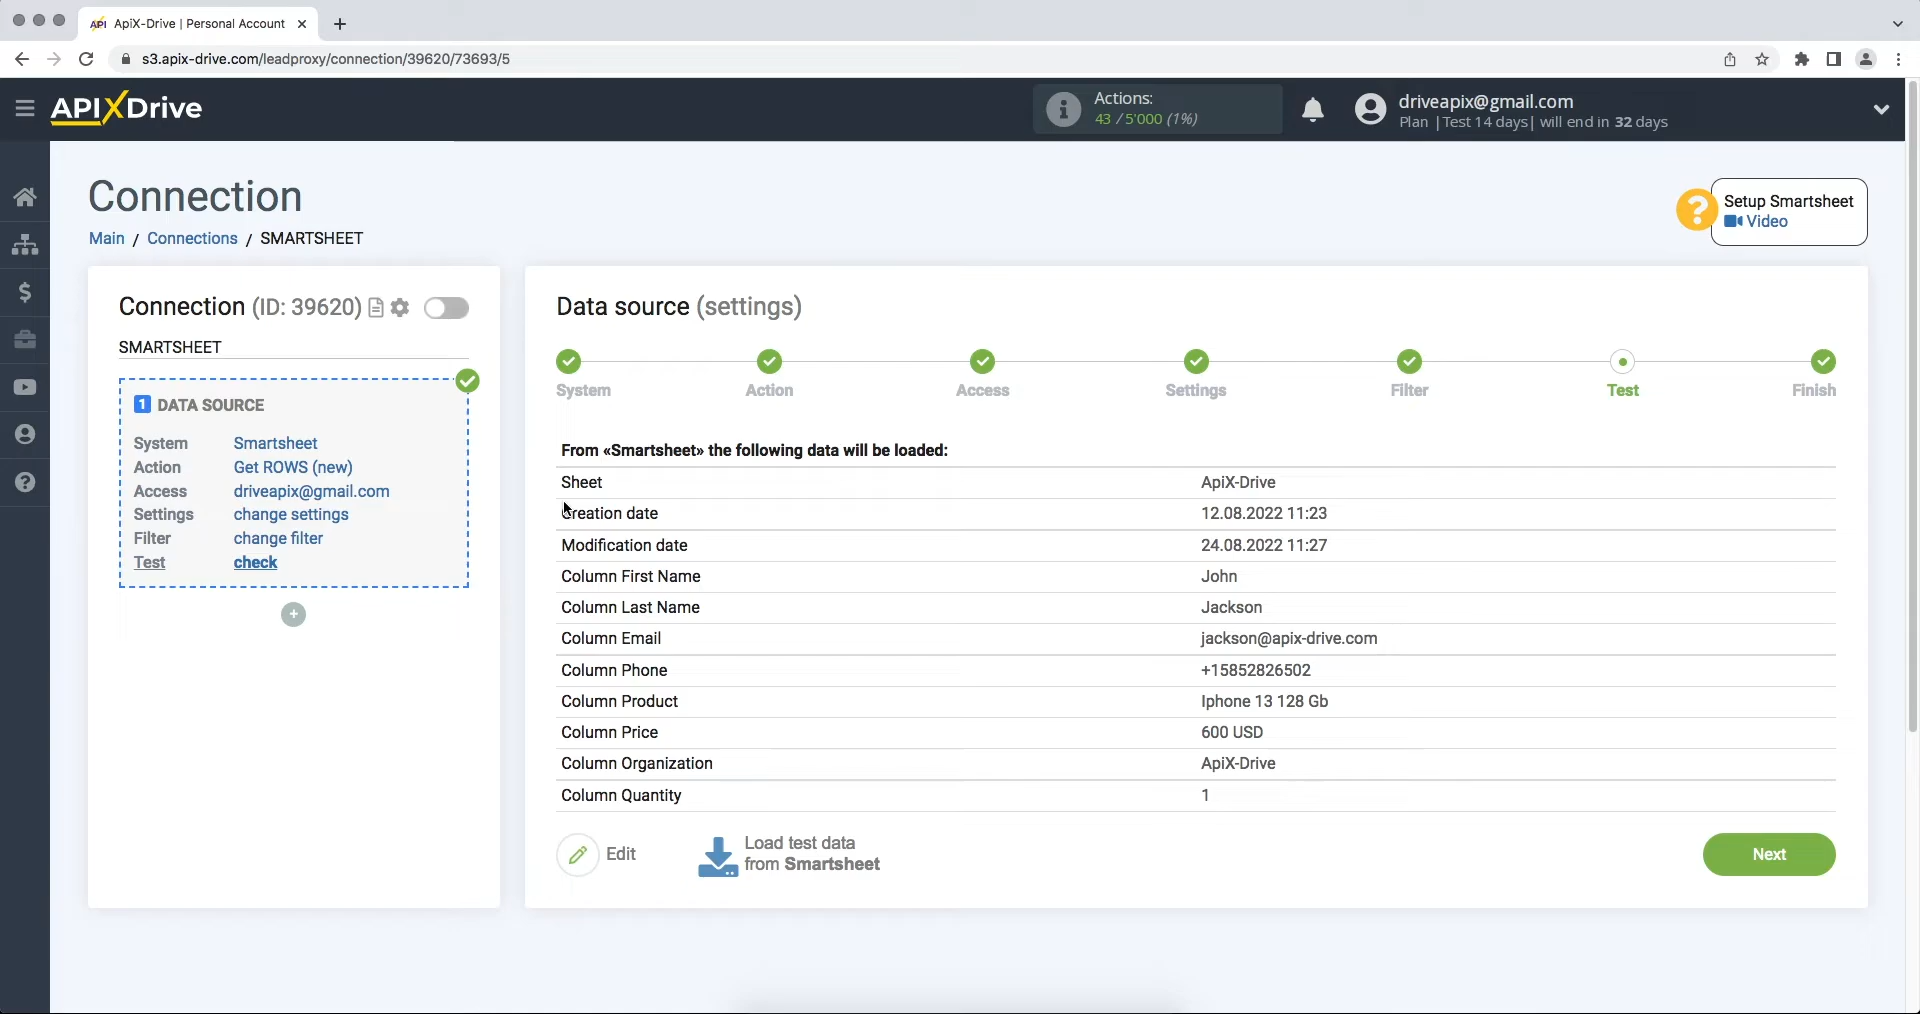 API ApiX-Drive | Personal Account
s3.apix-drive.com/leadproxy/connection/39620/73693/5
APIXDrive
Actions:
43 / 5'000 (1%)
driveapix@gmail.com
Plan |Test 14 days| will end in 32 days
Connection
Main / Connections / SMARTSHEET
Setup Smartsheet
Video
Connection (ID: 39620)
SMARTSHEET
1 DATA SOURCE
System Smartsheet
Action Get ROWS (new)
Access driveapix@gmail.com
Settings change settings
Filter change filter
Test check
Data source (settings)
System Action Access Settings Filter Test Finish
From «Smartsheet» the following data will be loaded:
Sheet ApiX-Drive
Creation date 12.08.2022 11:23
Modification date 24.08.2022 11:27
Column First Name John
Column Last Name Jackson
Column Email jackson@apix-drive.com
Column Phone +15852826502
Column Product Iphone 13 128 Gb
Column Price 600 USD
Column Organization ApiX-Drive
Column Quantity 1
Edit
Load test data
from Smartsheet
Next